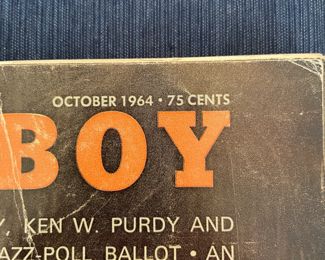 OCTOBER 1964 • 75 CENTS
BOY
Y, KEN W. PURDY AND
AZZ-POLL BALLOT • AN